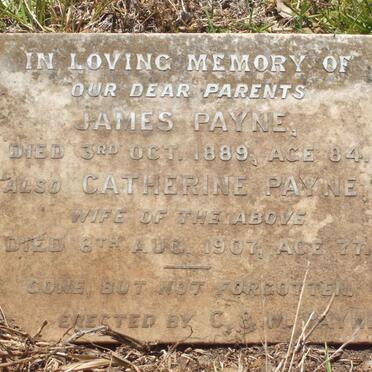 IN LOVING MEMORY OF
OUR DEAR PARENTS
JAMES PAYNE,
DIED 3RD OCT. 1889, AGE 84.
ALSO CATHERINE PAYNE,
WIFE OF THE ABOVE
DIED 8TH AUG. 1907, AGE 77.
GONE, BUT NOT FORGOTTEN.
ERECTED BY C. & W. PAYNE